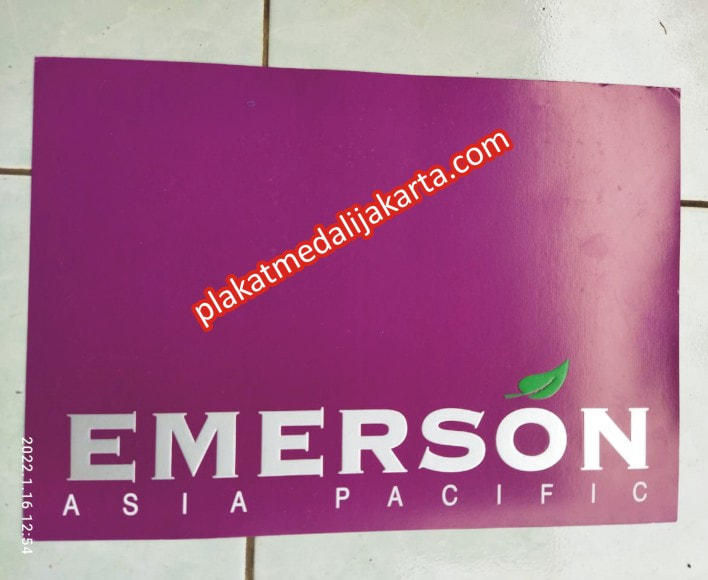 plakatmedalijakarta.com
EMERSON
ASIA PACIFIC
2022.1.16 12:54